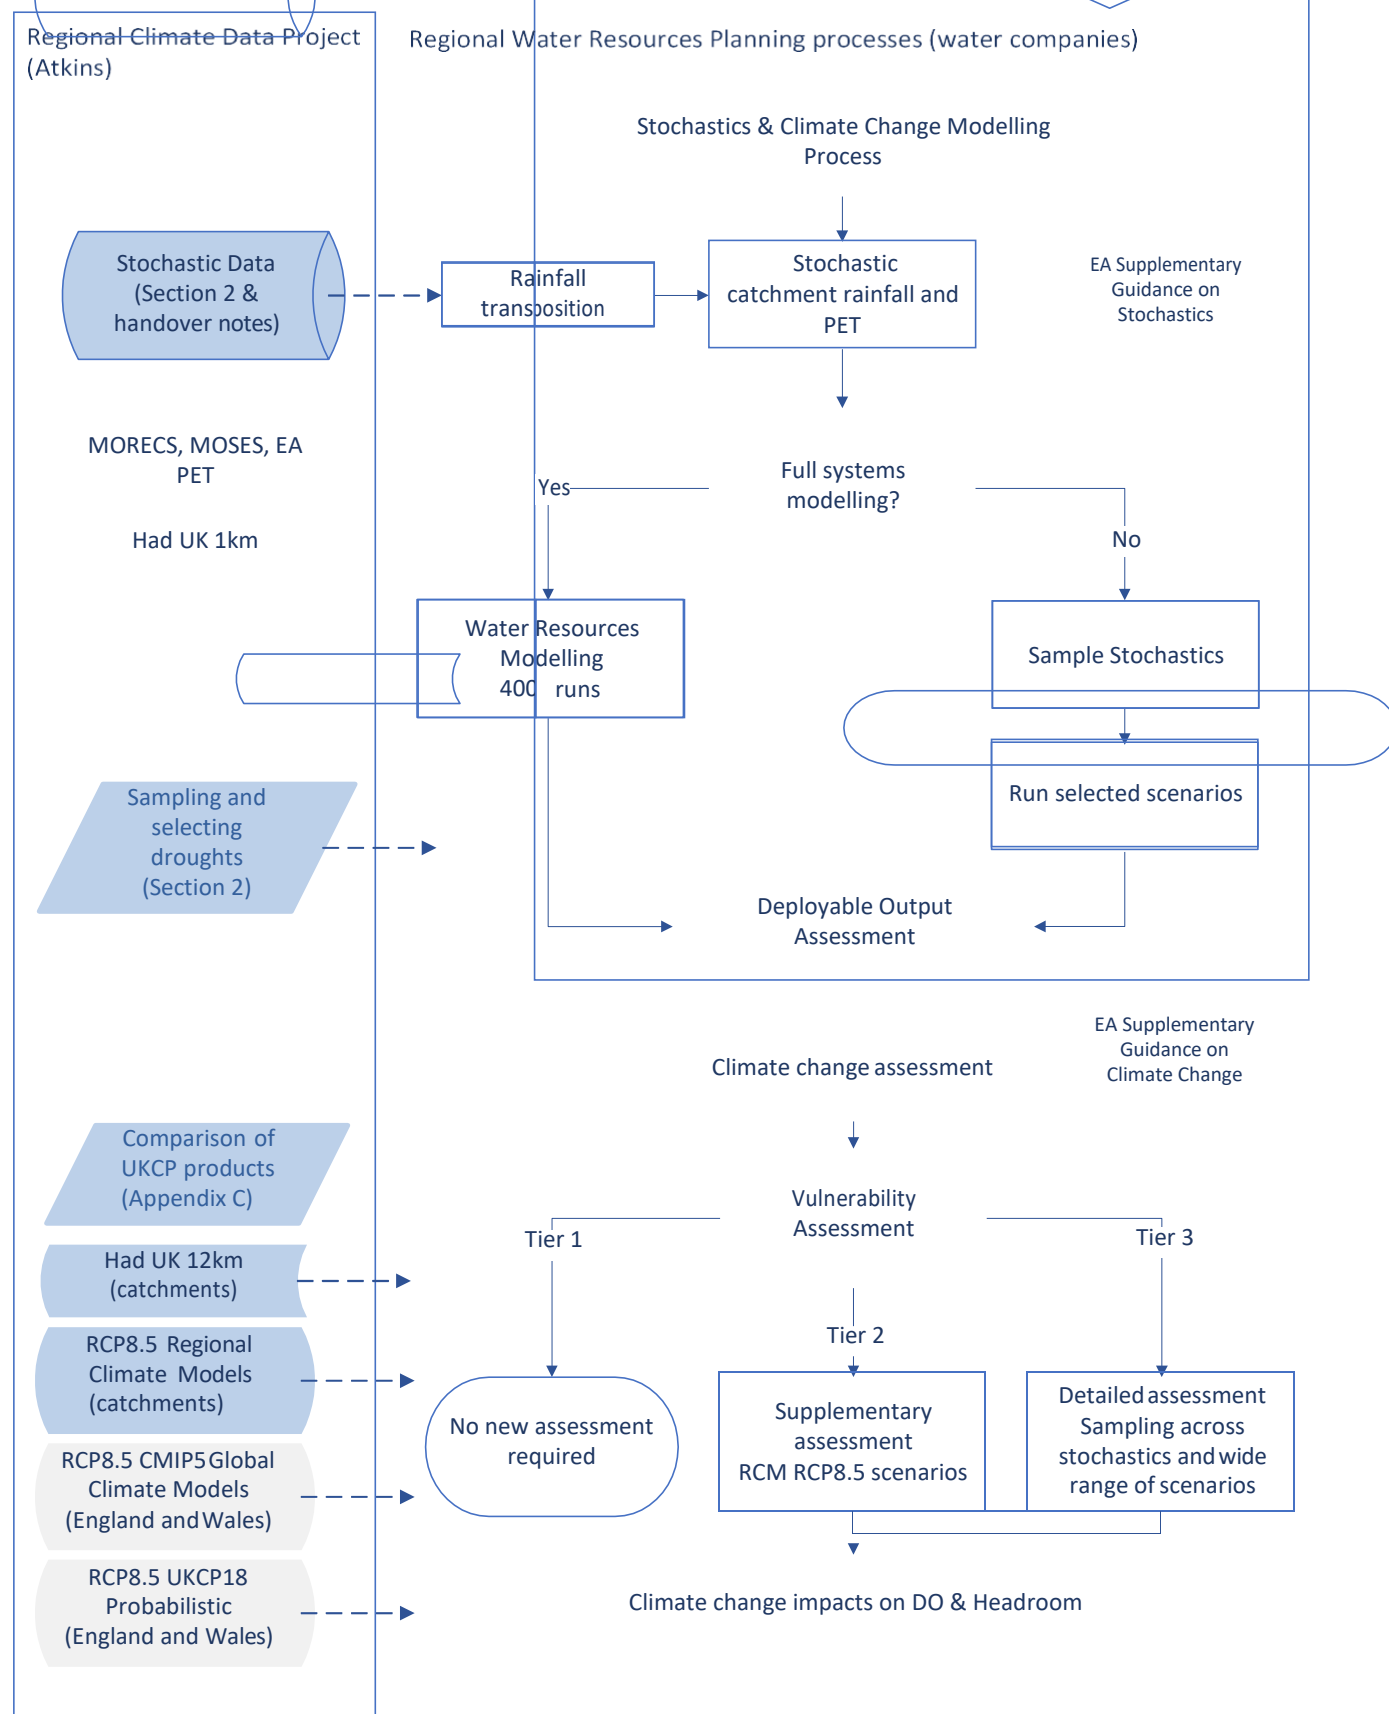 Regional Climate Data Project
(Atkins)
Regional Water Resources Planning processes (water companies)
Stochastics & Climate Change Modelling
Process
Stochastic Data
(Section 2 &
handover notes)
Rainfall
transposition
Stochastic
catchment rainfall and
PET
EA Supplementary
Guidance on
Stochastics
MORECS, MOSES, EA
PET
Had UK 1km
Full systems
modelling?
Yes
No
Water Resources
Modelling
400 runs
Sample Stochastics
Run selected scenarios
Sampling and
selecting
droughts
(Section 2)
Deployable Output
Assessment
EA Supplementary
Guidance on
Climate Change
Climate change assessment
Comparison of
UKCP products
(Appendix C)
Vulnerability
Assessment
Tier 1
Tier 3
Had UK 12km
(catchments)
Tier 2
RCP8.5 Regional
Climate Models
(catchments)
No new assessment
required
Supplementary
assessment
RCM RCP8.5 scenarios
Detailed assessment
Sampling across
stochastics and wide
range of scenarios
RCP8.5 CMIP5 Global
Climate Models
(England and Wales)
RCP8.5 UKCP18
Probabilistic
(England and Wales)
Climate change impacts on DO & Headroom